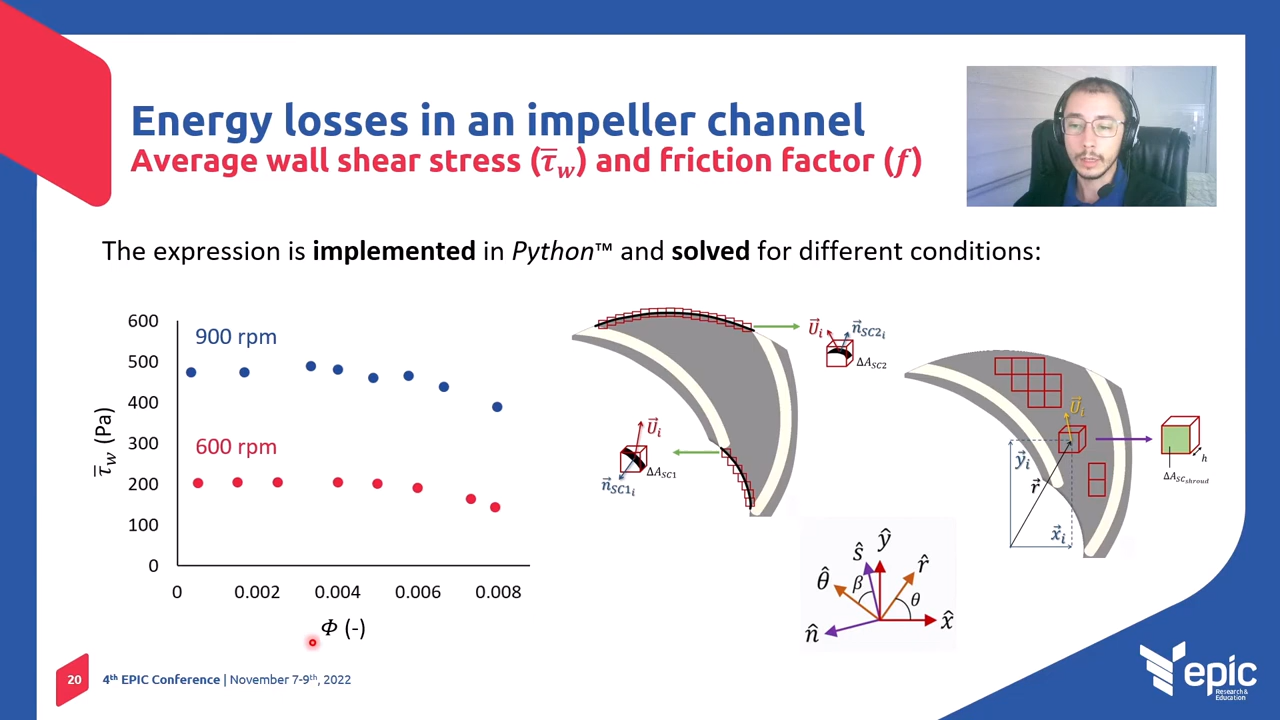 Energy losses in an impeller channel
Average wall shear stress (τ̅w) and friction factor (f)
The expression is implemented in Python™ and solved for different conditions:
600
500
400
300
200
100
0
τ̅w (Pa)
900 rpm
600 rpm
0 0.002 0.004 0.006 0.008
Φ (-)
U⃗i
n⃗SC2i
ΔASC2
U⃗i
ΔASC1
n⃗SC1i
U⃗i
y⃗i
r⃗
x⃗i
h
ΔASCshroud
ŷ
ŝ
r̂
θ̂
β
θ
x̂
n̂
20
4th EPIC Conference | November 7-9th, 2022
epic
Research &
Education